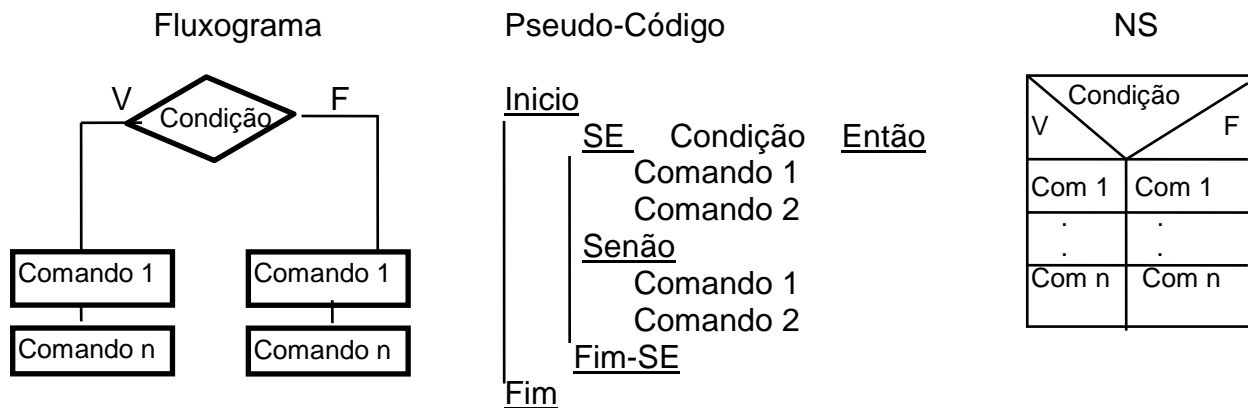 Fluxograma
V
F
Condição
Comando 1
Comando 1
Comando n
Comando n
Pseudo-Código
Inicio
SE Condição Então
Comando 1
Comando 2
Senão
Comando 1
Comando 2
Fim-SE
Fim
NS
Condição
V
F
Com 1 Com 1
. .
. .
Com n Com n